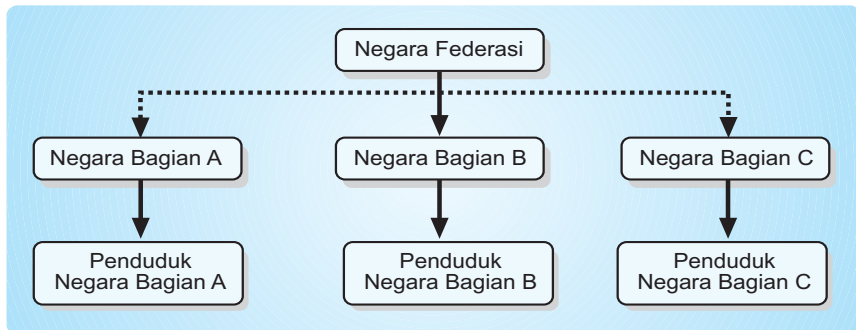 Negara Federasi
Negara Bagian A
Negara Bagian B
Negara Bagian C
Penduduk
Negara Bagian A
Penduduk
Negara Bagian B
Penduduk
Negara Bagian C